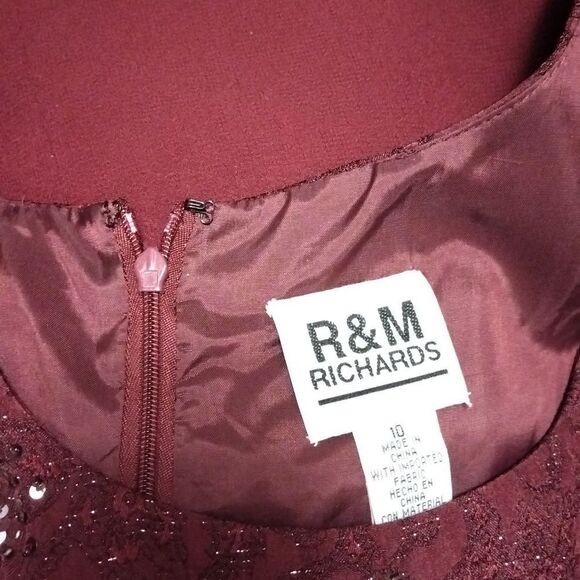 R&M
RICHARDS
10
MADE IN
CHINA
WITH IMPORTED
FABRIC
HECHO EN
CHINA
CON MATERIAL